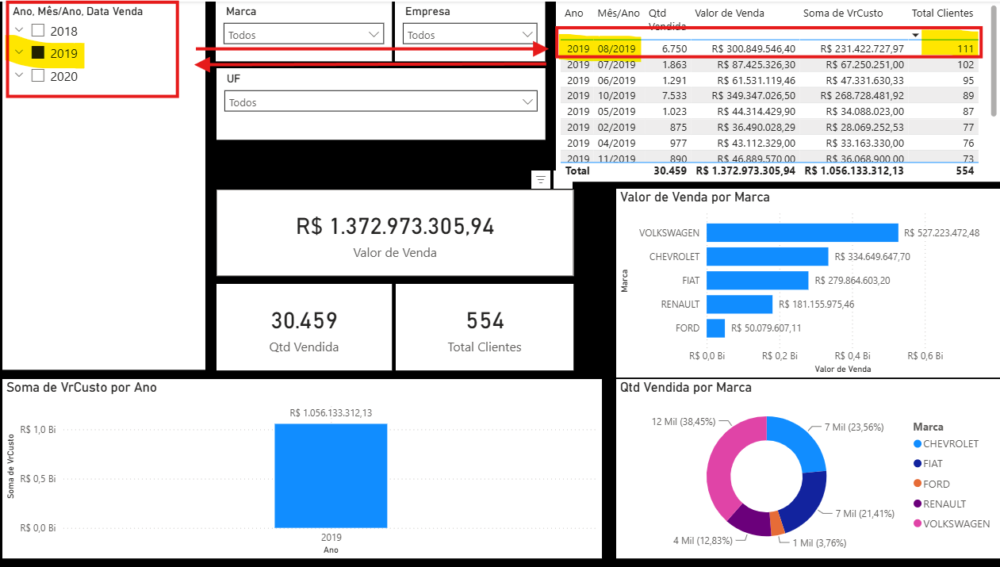 Ano, Mês/Ano, Data Venda
2018
2019
2020
Marca
Todos
Empresa
Todos
UF
Todos
Ano Mês/Ano Qtd Vendida Valor de Venda Soma de VrCusto Total Clientes
2019 08/2019 6.750 R$ 300.849.546,40 R$ 231.422.727,97 111
2019 07/2019 1.863 R$ 87.425.326,30 R$ 67.250.251,00 102
2019 06/2019 1.291 R$ 61.531.119,46 R$ 47.331.630,33 95
2019 10/2019 7.533 R$ 349.347.026,50 R$ 268.728.481,92 89
2019 05/2019 1.023 R$ 44.314.429,90 R$ 34.088.023,00 87
2019 02/2019 875 R$ 36.490.028,29 R$ 28.069.252,53 77
2019 04/2019 977 R$ 43.112.329,00 R$ 33.163.330,00 76
2019 11/2019 890 R$ 46.889.570,00 R$ 36.068.900,00 73
Total 30.459 R$ 1.372.973.305,94 R$ 1.056.133.312,13 554
R$ 1.372.973.305,94
Valor de Venda
30.459
Qtd Vendida
554
Total Clientes
Valor de Venda por Marca
Marca
VOLKSWAGEN R$ 527.223.472,48
CHEVROLET R$ 334.649.647,70
FIAT R$ 279.864.603,20
RENAULT R$ 181.155.975,46
FORD R$ 50.079.607,11
R$ 0,0 Bi R$ 0,2 Bi R$ 0,4 Bi R$ 0,6 Bi
Valor de Venda
Soma de VrCusto por Ano
Soma de VrCusto
R$ 1.056.133.312,13
R$ 1,0 Bi
R$ 0,5 Bi
R$ 0,0 Bi
2019
Ano
Qtd Vendida por Marca
12 Mil (38,45%)
7 Mil (23,56%)
7 Mil (21,41%)
1 Mil (3,76%)
4 Mil (12,83%)
Marca
CHEVROLET
FIAT
FORD
RENAULT
VOLKSWAGEN